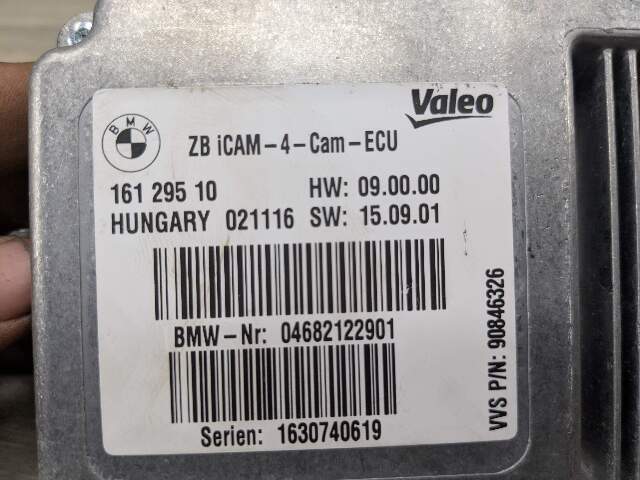 BMW
Valeo
ZB iCAM-4-Cam-ECU
161 295 10 HW: 09.00.00
HUNGARY 021116 SW: 15.09.01
BMW-Nr: 04682122901
Serien: 1630740619
VVS P/N: 90846326